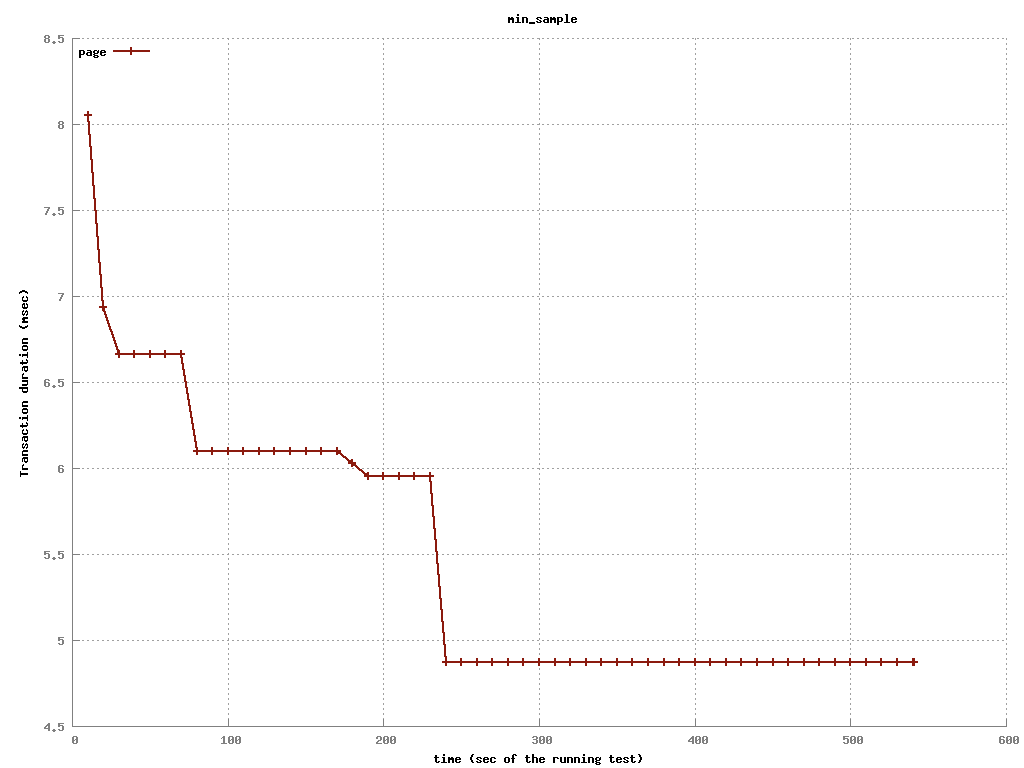 min_sample
page
8.5
8
7.5
7
6.5
6
5.5
5
4.5
Transaction duration (msec)
0 100 200 300 400 500 600
time (sec of the running test)